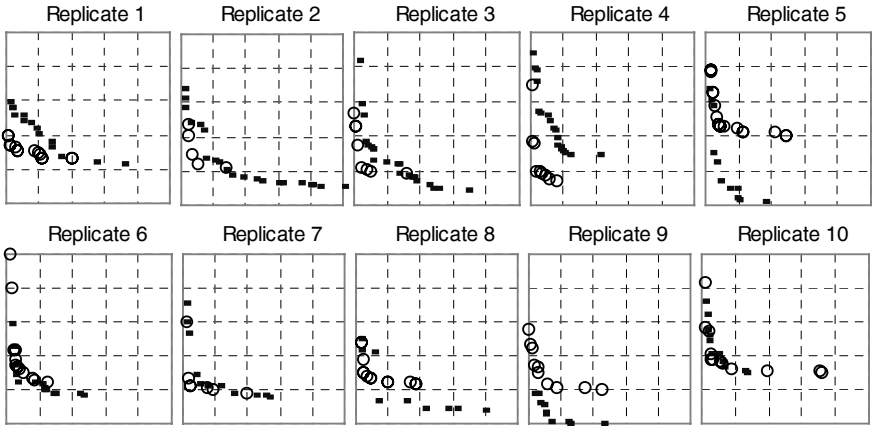 Replicate 1
Replicate 2
Replicate 3
Replicate 4
Replicate 5
Replicate 6
Replicate 7
Replicate 8
Replicate 9
Replicate 10